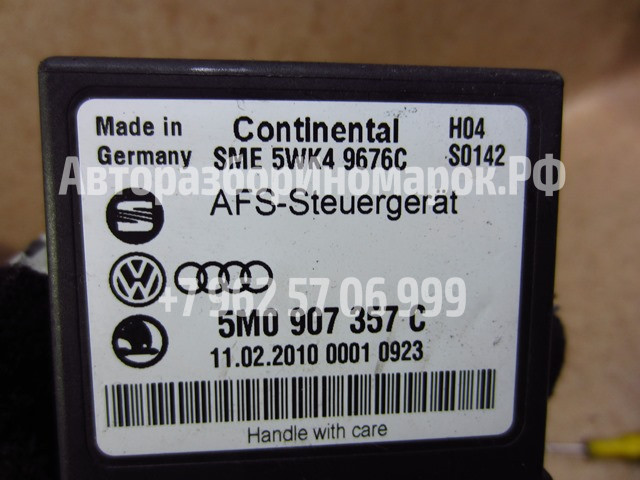 Made in Continental H04
Germany SME 5WK4 9676C S0142
АвторазборИномарок.РФ
AFS-Steuergerät
+7 962 57 06 999
5M0 907 357 C
11.02.2010 0001 0923
Handle with care